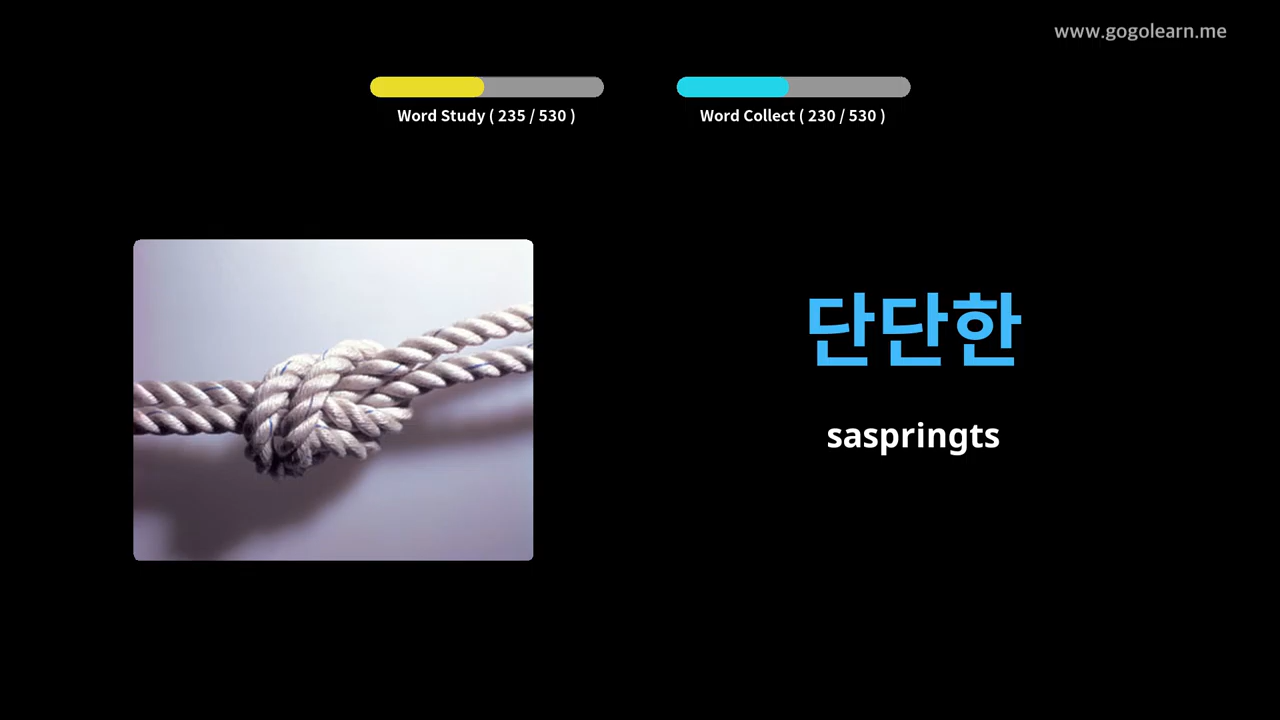 www.gogolearn.me
Word Study ( 235 / 530 )
Word Collect ( 230 / 530 )
단단한
saspringts